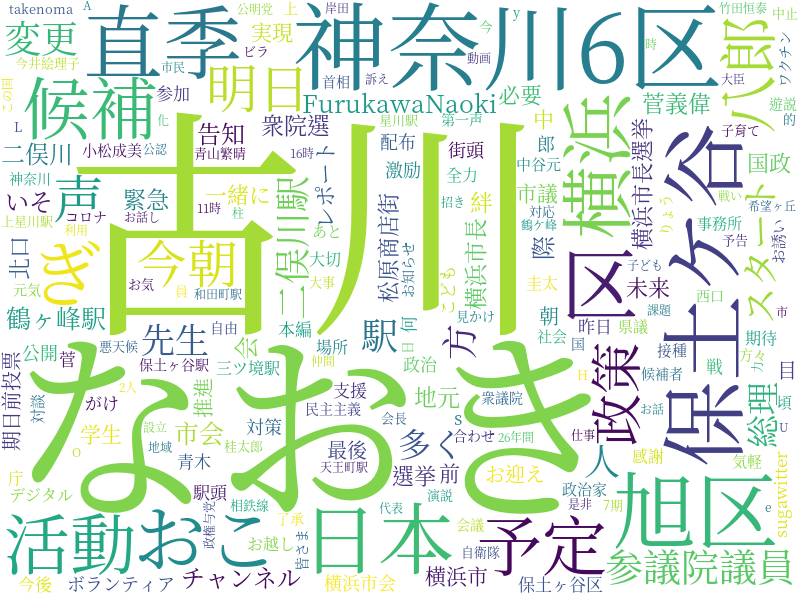 takenoma
A
公明党
上
岸田
今
y
竹田恒泰
中止
変更
直季
神奈川6区
八郎
ビラ
実現
動画
時
ワクチン
今井絵理子
市民
首相
訴え
大臣
遊説
的
この国
候補
参加
明日
FurukawaNaoki
必要
菅義偉
L
化
星川駅
第一声
中
横浜
子育て
告知
衆院選
配布
街頭
郎
二俣川
小松成美
公認
青山繁晴
16時
レポート
激励
中谷元
横浜市長選挙
国政
神奈川
声
緊急
一緒に
二俣川駅
全力
市議
保土ケ谷
スタート
戦い
希望ヶ丘
いそ
コロナ
11時
柱
招き
絆
対応
鶴ケ峰
りょう
事務所
上星川駅
お話し
利用
松原商店街
横浜市長
際
予告
お誘い
北口
ぎ
古川
今朝
あと
お知らせ
こども
区
子ども
元気
お気
員
大切
大事
圭太
未来
西口
鶴ヶ峰駅
和田町駅
本編
日
何
見かけ
朝
昨日
県議
課題
市
先生
自由
駅
方
社会
期待
菅
会
場所
政治
国
接種
戦
方々
力
公開
悪天候
保土ヶ谷駅
三ツ境駅
仲間
候補者
目
期日前投票
なおき
推進
支援
地元
衆議院
政策
日
総理
頃
対談
がけ
民主主義
s
お話
U
学生
市会
設立
2人
対策
会長
多く
合わせ
26年間
仕事
人
感謝
気軽
O
地域
桂太郎
最後
庁
青木
天王町駅
選挙
前
お迎え
政治家
sugawitter
デジタル
駅頭
相鉄線
代表
演説
是非
7期
e
活動
おこ
政権与党
了承
日本
会議
予定
旭区
お越し
皆さま
自衛隊
参議院議員
今後
ボランティア
チャンネル
横浜市会
横浜市
保土ヶ谷区